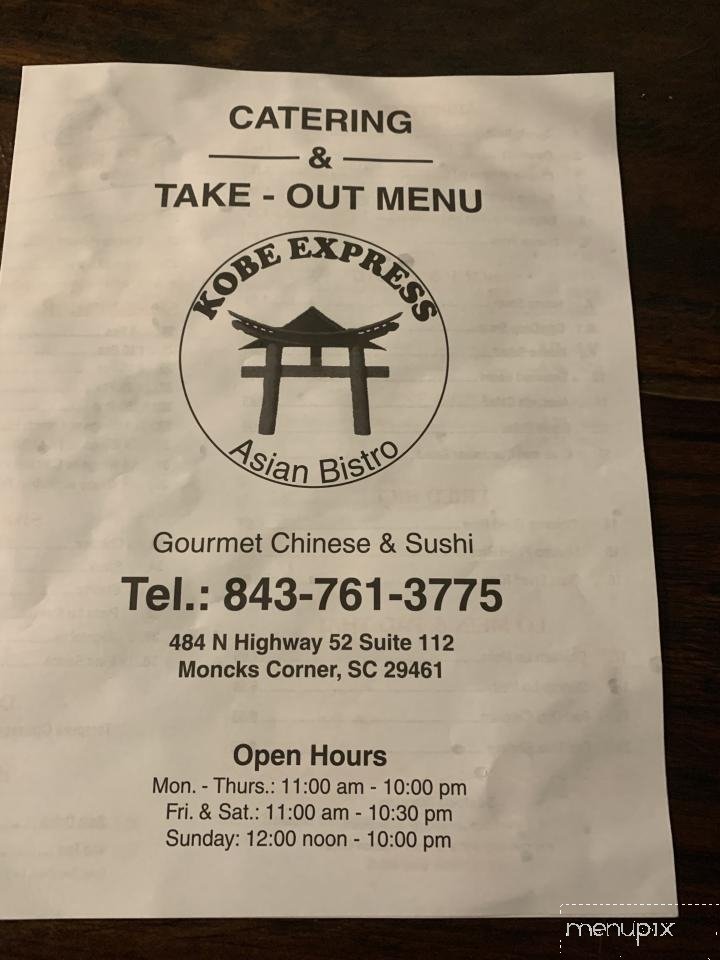 CATERING
&
TAKE - OUT MENU
KOBE EXPRESS
Asian Bistro
Gourmet Chinese & Sushi
Tel.: 843-761-3775
484 N Highway 52 Suite 112
Moncks Corner, SC 29461
Open Hours
Mon. - Thurs.: 11:00 am - 10:00 pm
Fri. & Sat.: 11:00 am - 10:30 pm
Sunday: 12:00 noon - 10:00 pm
menupix